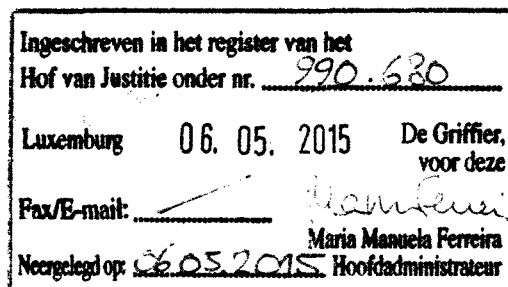 Ingeschreven in het register van het
Hof van Justitie onder nr. 990.680
Luxemburg 06. 05. 2015 De Griffier,
voor deze
Fax/E-mail:
Maria Manuela Ferreira
Neergelegd op: 06.05.2015 Hoofdadministrateur